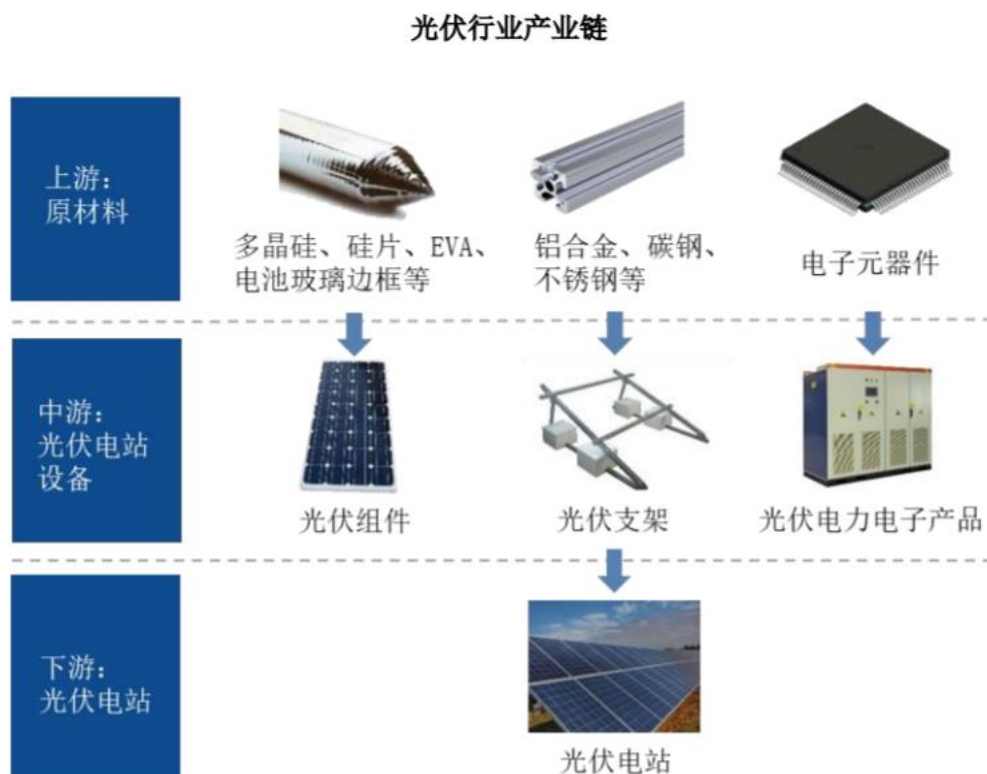 光伏行业产业链
上游:
原材料
多晶硅、硅片、EVA、
电池玻璃边框等
铝合金、碳钢、
不锈钢等
电子元器件
中游:
光伏电站
设备
光伏组件
光伏支架
光伏电力电子产品
下游:
光伏电站
光伏电站